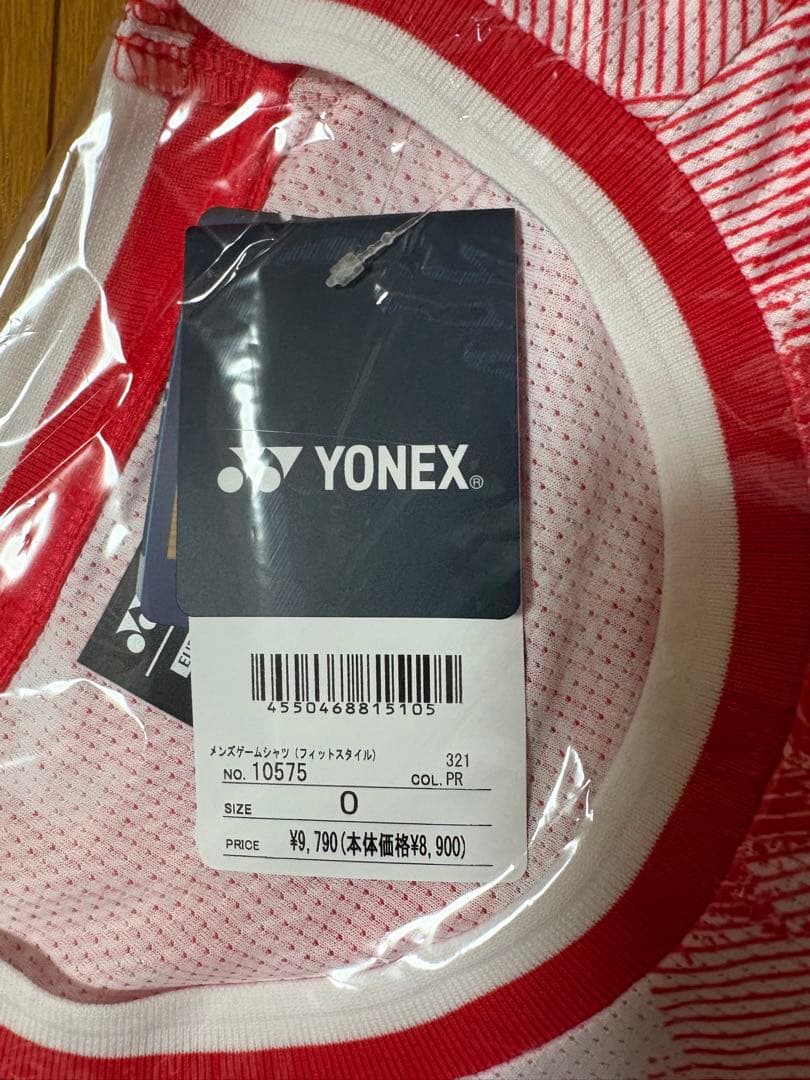 YONEX®
4550468815105
メンズゲームシャツ(フィットスタイル)
321
NO. 10575
COL. PR
SIZE O
PRICE ¥9,790(本体価格¥8,900)